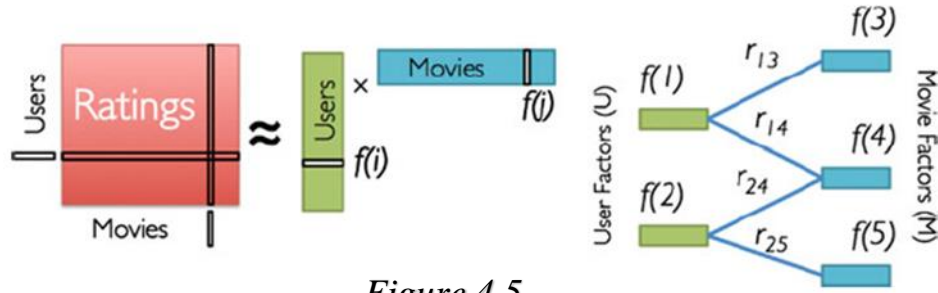 Users
Ratings
Movies
≈
Users
f(i)
×
Movies
f(j)
User Factors (U)
f(1)
f(2)
r13
r14
r24
r25
f(3)
f(4)
f(5)
Movie Factors (M)
Figure 4.5